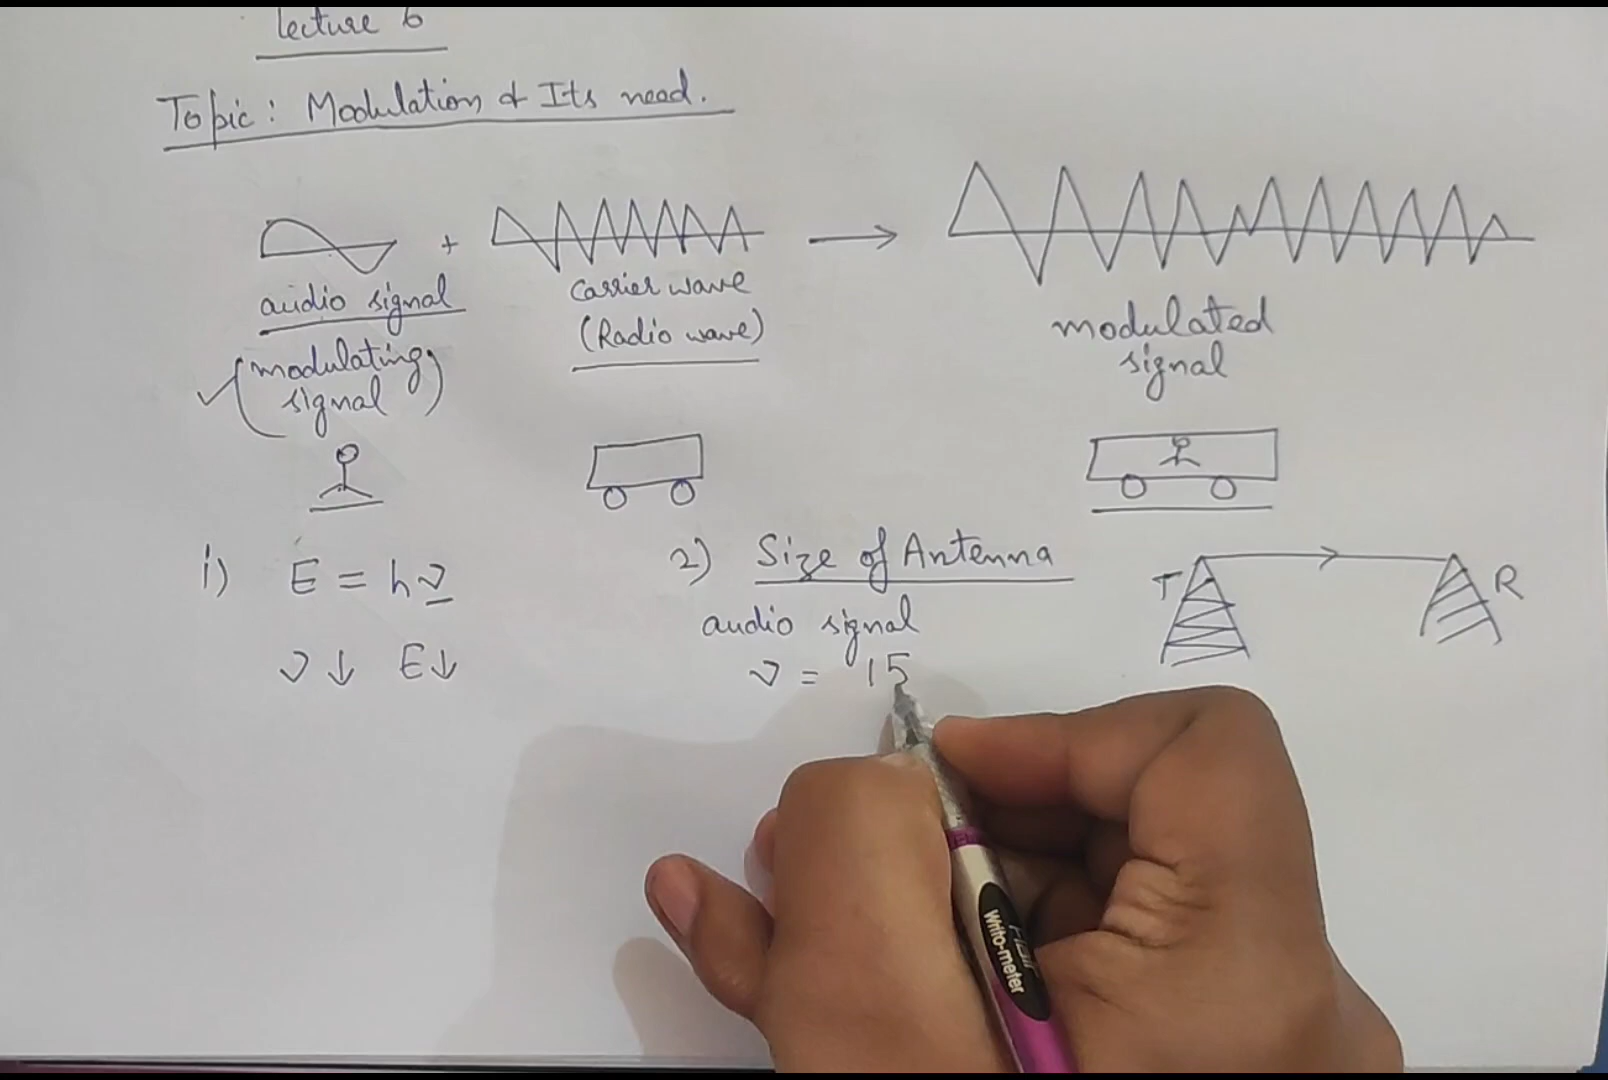 Lecture 6
Topic: Modulation & Its need.
+
audio signal
(modulating signal)
carrier wave
(Radio wave)
modulated
signal
i) E = hν
ν↓ E↓
2) Size of Antenna
audio signal
ν = 15
T
R
Writo-meter